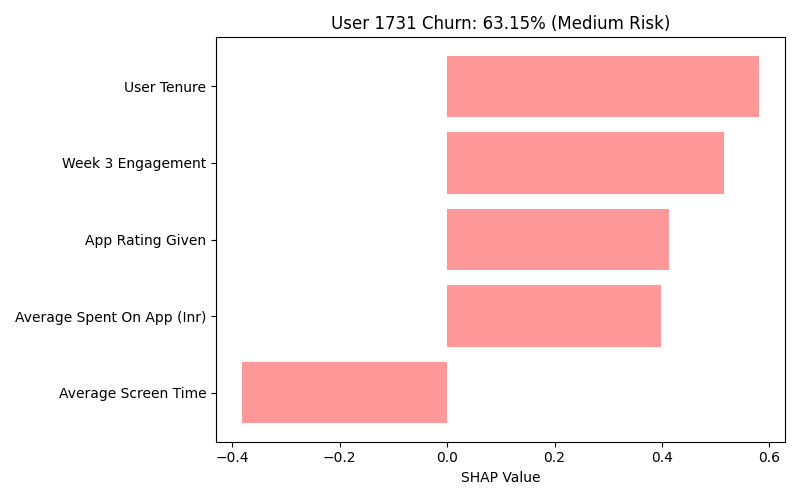 User 1731 Churn: 63.15% (Medium Risk)
User Tenure
Week 3 Engagement
App Rating Given
Average Spent On App (Inr)
Average Screen Time
−0.4 −0.2 0.0 0.2 0.4 0.6
SHAP Value